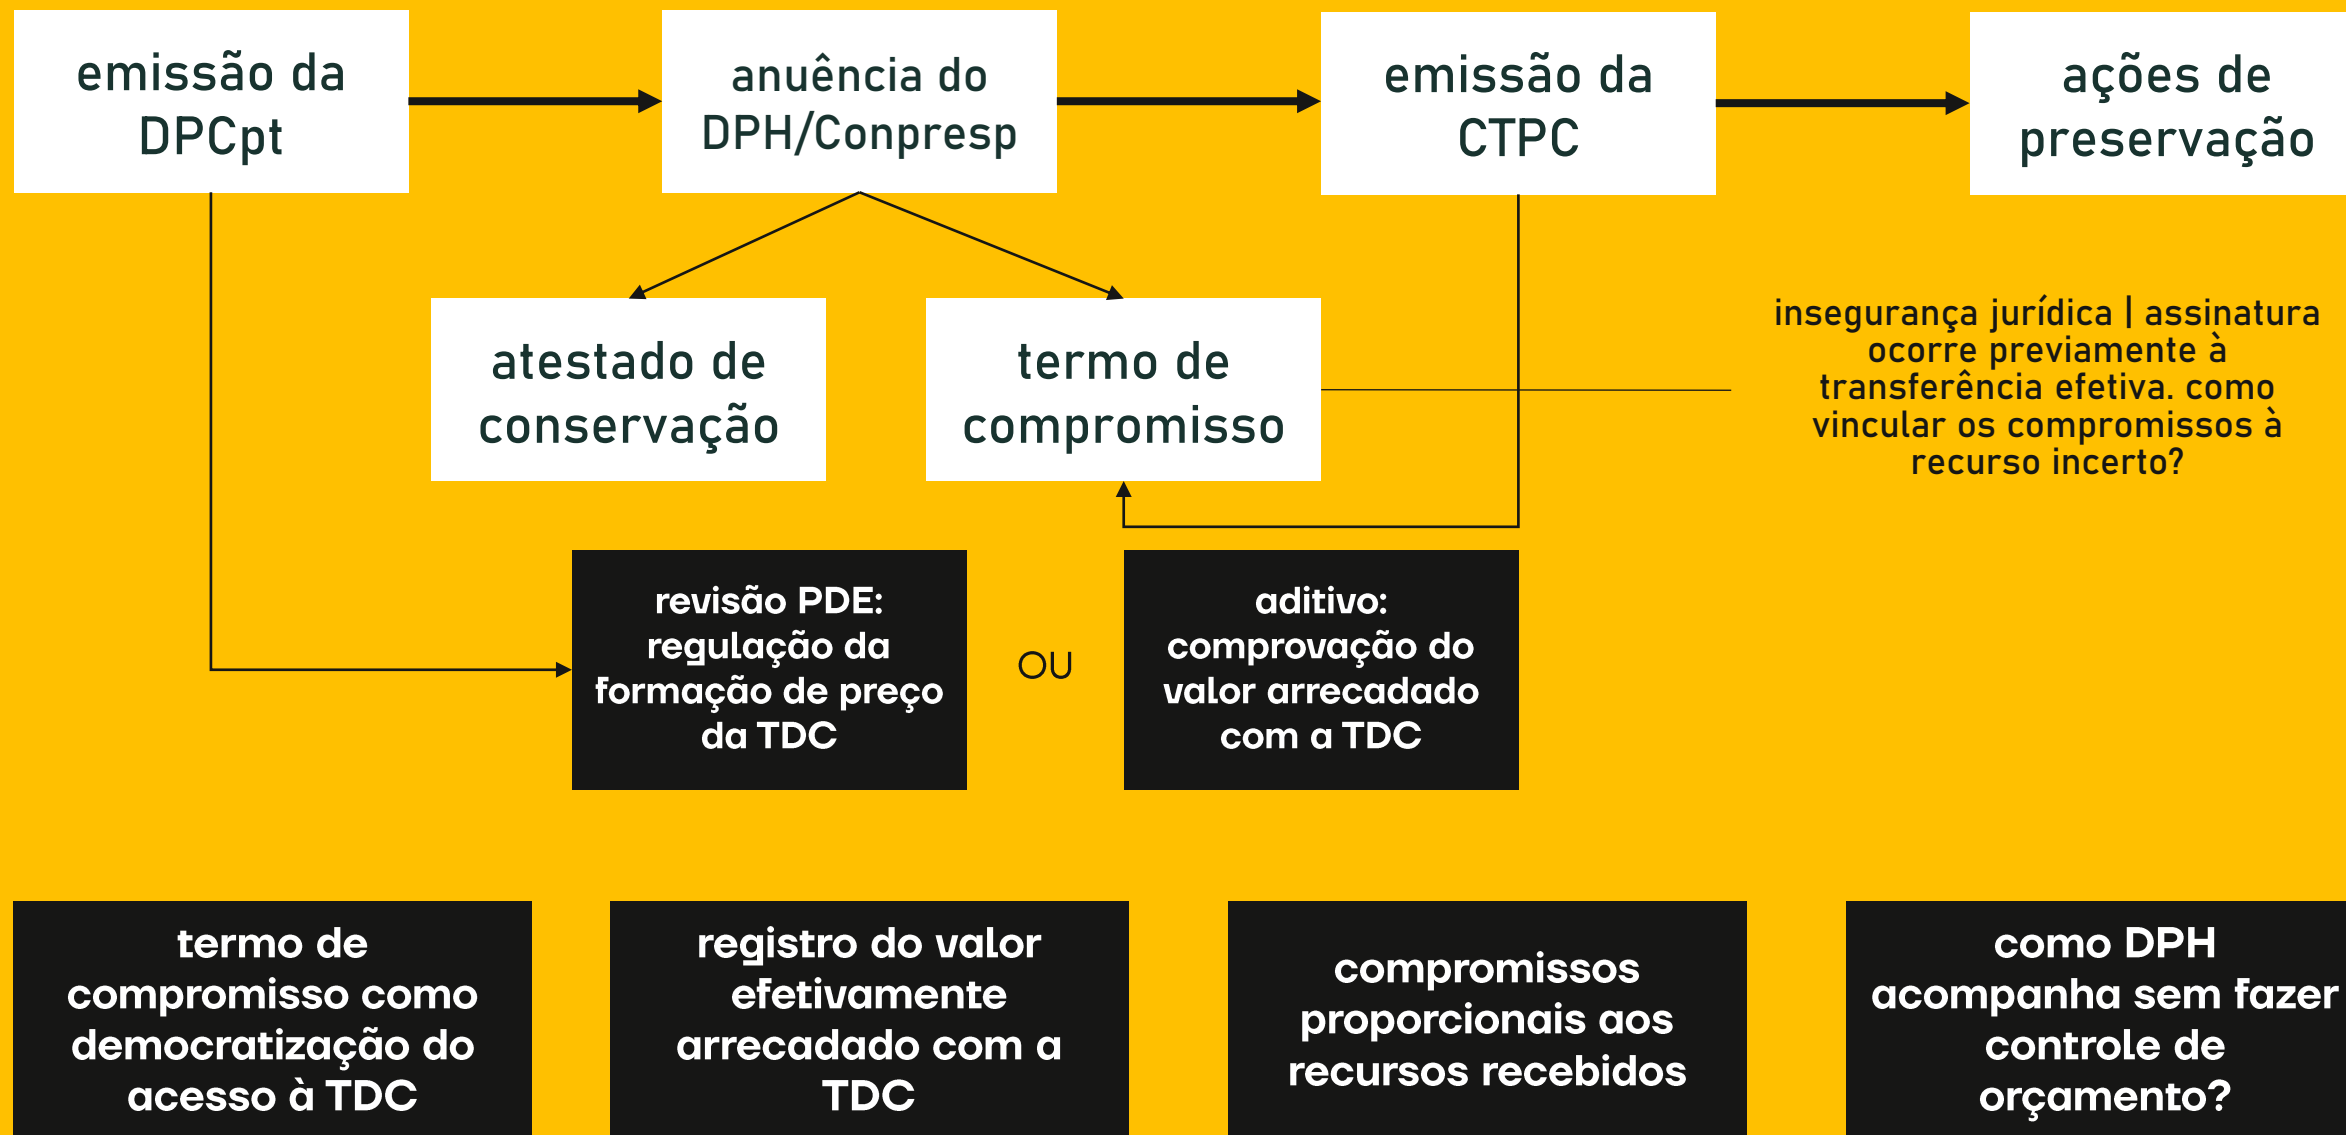 emissão da
DPCpt
anuência do
DPH/Conpresp
emissão da
CTPC
ações de
preservação
atestado de
conservação
termo de
compromisso
insegurança jurídica | assinatura
ocorre previamente à
transferência efetiva. como
vincular os compromissos à
recurso incerto?
revisão PDE:
regulação da
formação de preço
da TDC
OU
aditivo:
comprovação do
valor arrecadado
com a TDC
termo de
compromisso como
democratização do
acesso à TDC
registro do valor
efetivamente
arrecadado com a
TDC
compromissos
proporcionais aos
recursos recebidos
como DPH
acompanha sem fazer
controle de
orçamento?